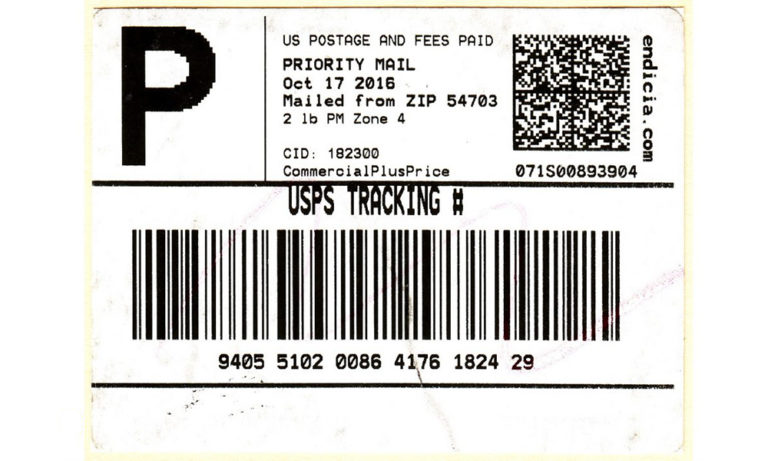 P
US POSTAGE AND FEES PAID
PRIORITY MAIL
Oct 17 2016
Mailed from ZIP 54703
2 lb PM Zone 4
CID: 182300
CommercialPlusPrice
endicia.com
071S00893904
USPS TRACKING #
9405 5102 0086 4176 1824 29